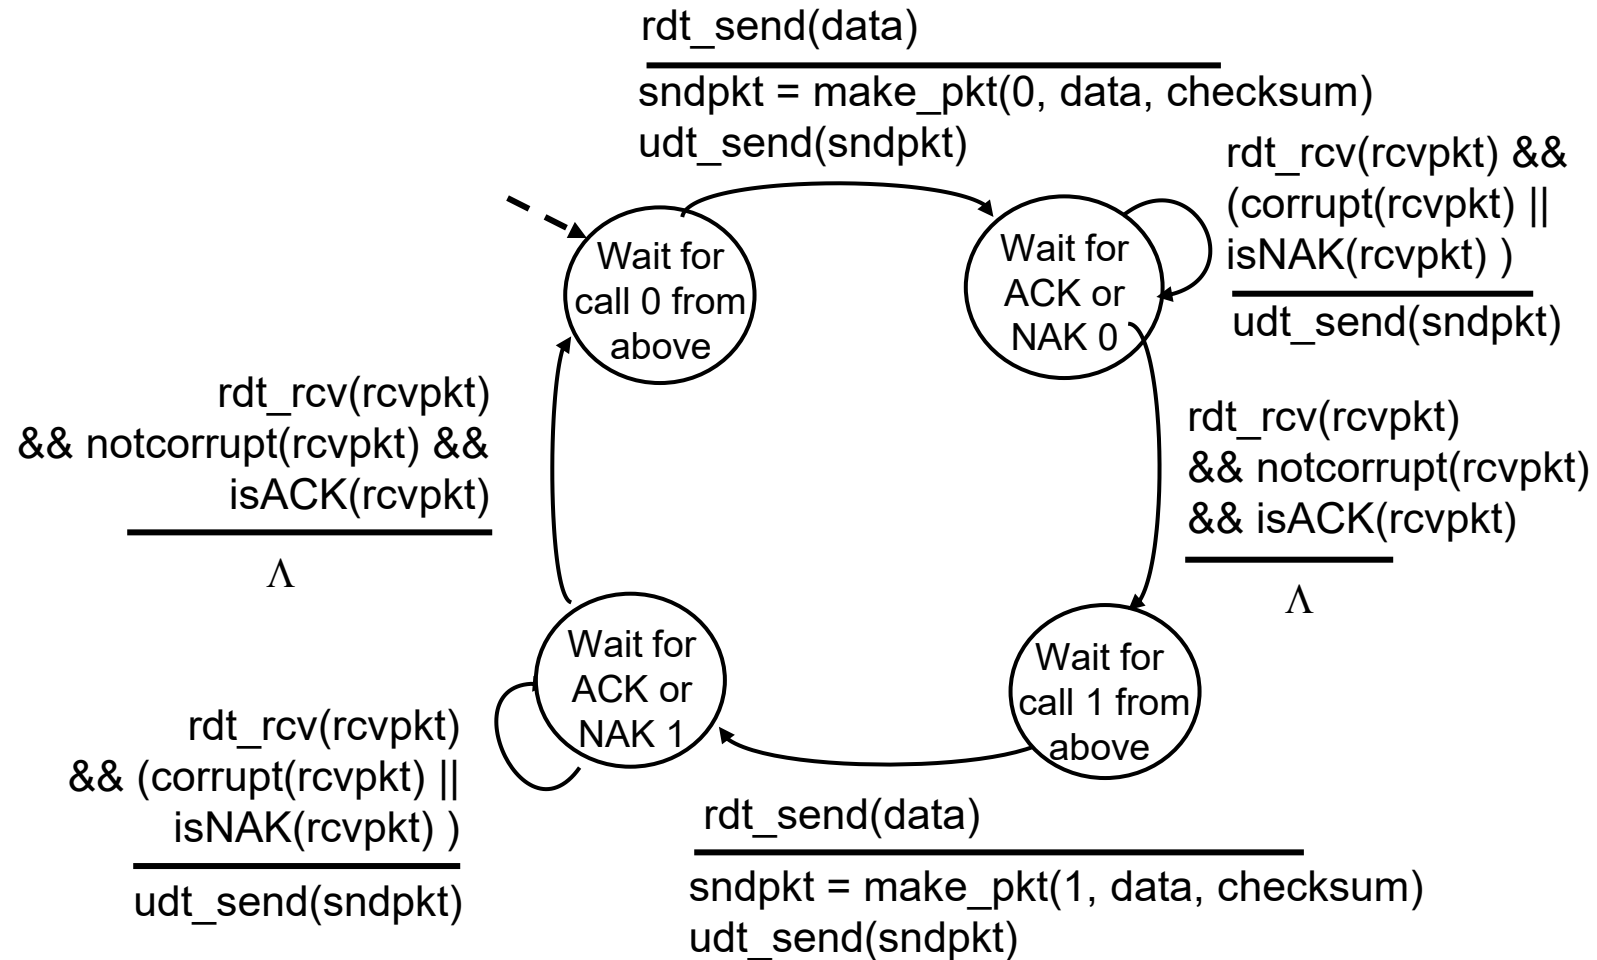 rdt_send(data)
sndpkt = make_pkt(0, data, checksum)
udt_send(sndpkt)
rdt_rcv(rcvpkt) &&
(corrupt(rcvpkt) ||
isNAK(rcvpkt) )
udt_send(sndpkt)
Wait for
call 0 from
above
Wait for
ACK or
NAK 0
rdt_rcv(rcvpkt)
&& notcorrupt(rcvpkt) &&
isACK(rcvpkt)
Λ
rdt_rcv(rcvpkt)
&& notcorrupt(rcvpkt)
&& isACK(rcvpkt)
Λ
Wait for
ACK or
NAK 1
Wait for
call 1 from
above
rdt_rcv(rcvpkt)
&& (corrupt(rcvpkt) ||
isNAK(rcvpkt) )
udt_send(sndpkt)
rdt_send(data)
sndpkt = make_pkt(1, data, checksum)
udt_send(sndpkt)